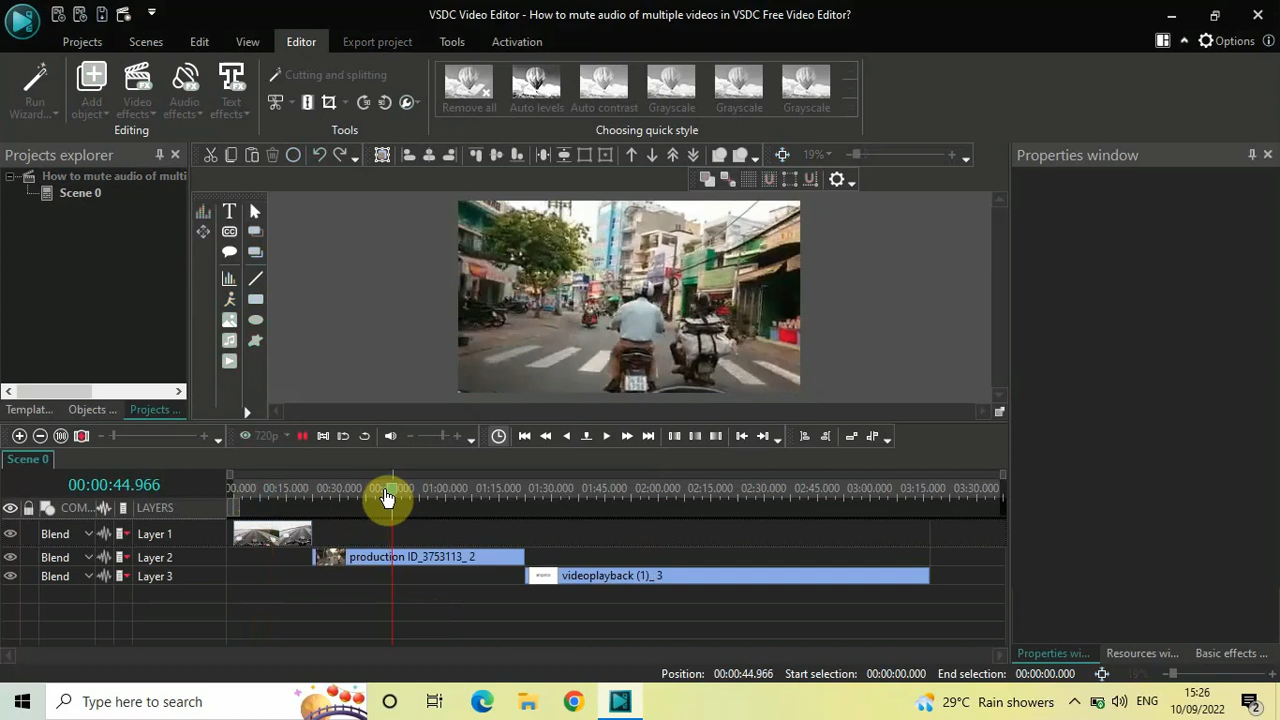 VSDC Video Editor - How to mute audio of multiple videos in VSDC Free Video Editor?
Projects Scenes Edit View Editor Export project Tools Activation Options
Run Wizard... Add object Video effects Audio effects Text effects
Editing
Cutting and splitting
Tools
Remove all Auto levels Auto contrast Grayscale Grayscale Grayscale
Choosing quick style
Projects explorer
19%
Properties window
How to mute audio of multi
Scene 0
Templat... Objects ... Projects ...
720p
Scene 0
00:00:44.966
0.000 00:15.000 00:30.000 00: 000 01:00.000 01:15.000 01:30.000 01:45.000 02:00.000 02:15.000 02:30.000 02:45.000 03:00.000 03:15.000 03:30.000
COM... LAYERS
Blend Layer 1
Blend Layer 2 production ID_3753113_ 2
Blend Layer 3 videoplayback (1)_ 3
Properties wi... Resources wi... Basic effects ...
Position: 00:00:44.966 Start selection: 00:00:00.000 End selection: 00:00:00.000 19%
Type here to search
29°C Rain showers
ENG
15:26
10/09/2022
2